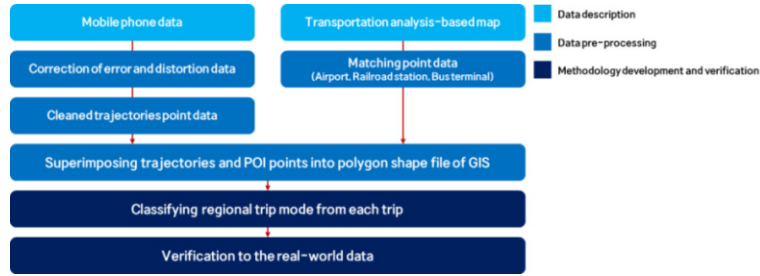 Mobile phone data
Transportation analysis-based map
Correction of error and distortion data
Matching point data
(Airport, Railroad station, Bus terminal)
Cleaned trajectories point data
Superimposing trajectories and POI points into polygon shape file of GIS
Classifying regional trip mode from each trip
Verification to the real-world data
Data description
Data pre-processing
Methodology development and verification